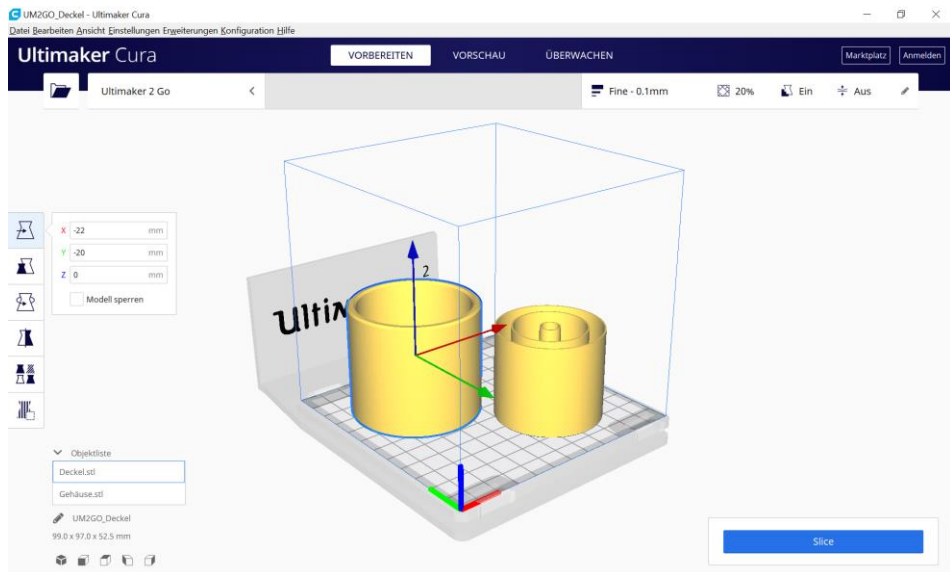 UM2GO_Deckel - Ultimaker Cura
Datei Bearbeiten Ansicht Einstellungen Erweiterungen Konfiguration Hilfe
Ultimaker Cura VORBEREITEN VORSCHAU ÜBERWACHEN Marktplatz Anmelden
Ultimaker 2 Go Fine - 0.1mm 20% Ein Aus
X -22 mm
Y -20 mm
Z 0 mm
Modell sperren
2
Ultim
Objektliste
Deckel.stl
Gehäuse.stl
UM2GO_Deckel
99.0 x 97.0 x 52.5 mm
Slice